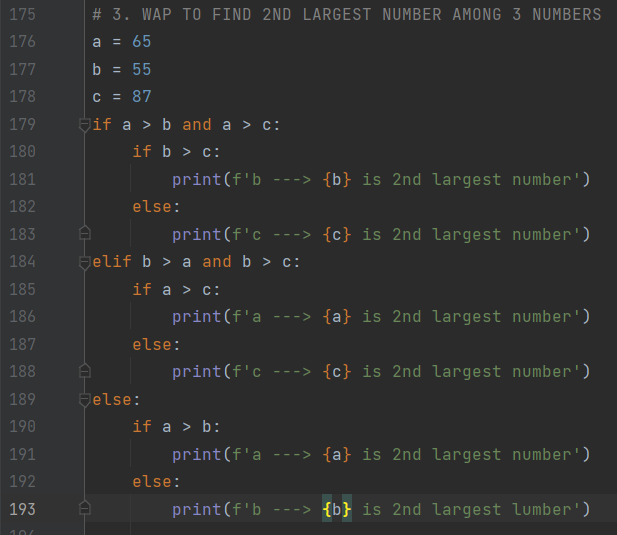 175 # 3. WAP TO FIND 2ND LARGEST NUMBER AMONG 3 NUMBERS
176 a = 65
177 b = 55
178 c = 87
179 if a > b and a > c:
180     if b > c:
181         print(f'b ---> {b} is 2nd largest number')
182     else:
183         print(f'c ---> {c} is 2nd largest number')
184 elif b > a and b > c:
185     if a > c:
186         print(f'a ---> {a} is 2nd largest number')
187     else:
188         print(f'c ---> {c} is 2nd largest number')
189 else:
190     if a > b:
191         print(f'a ---> {a} is 2nd largest number')
192     else:
193         print(f'b ---> {b} is 2nd largest lumber')